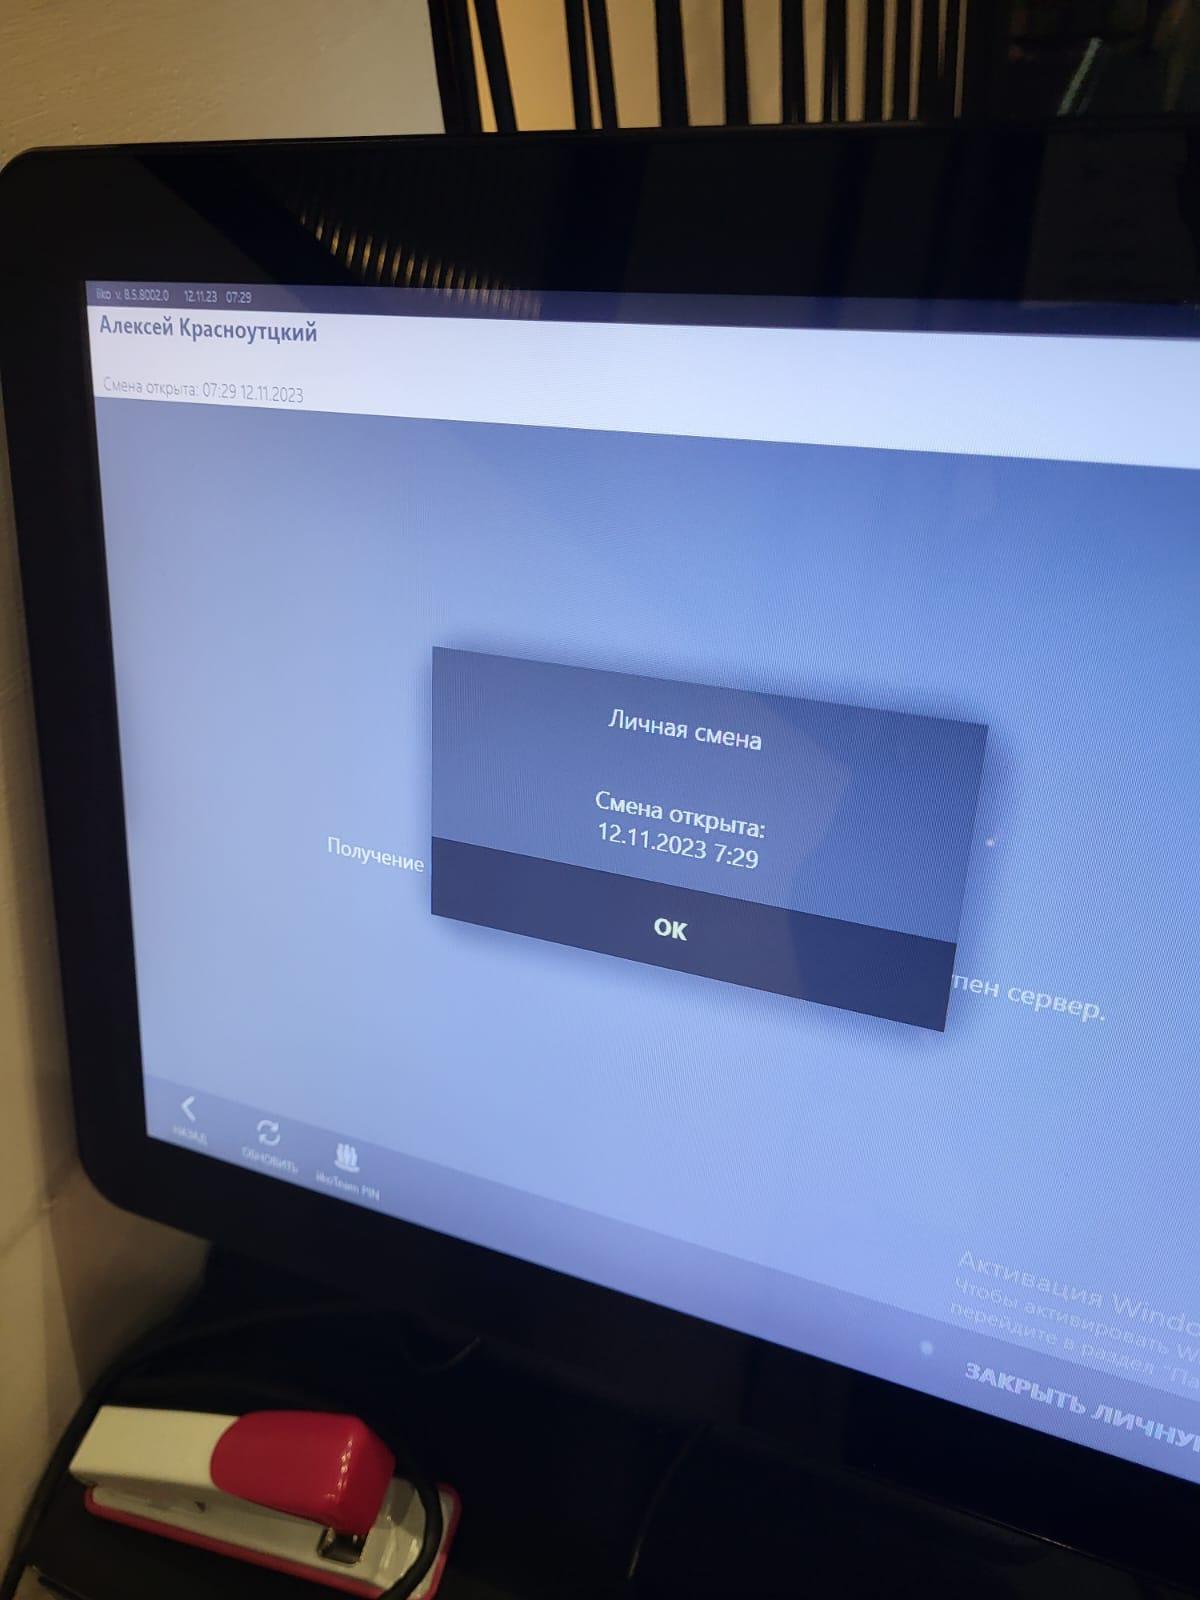 iiko v. 8.5.8002.0 12.11.23 07:29
Алексей Красноутцкий
Смена открыта: 07:29 12.11.2023
Личная смена
Смена открыта:
12.11.2023 7:29
Получение
OK
пен сервер.
НАЗАД
ОБНОВИТЬ
iikoTeam PIN
Активация Windo
Чтобы активировать W
перейдите в раздел "Па
ЗАКРЫТЬ ЛИЧНУ